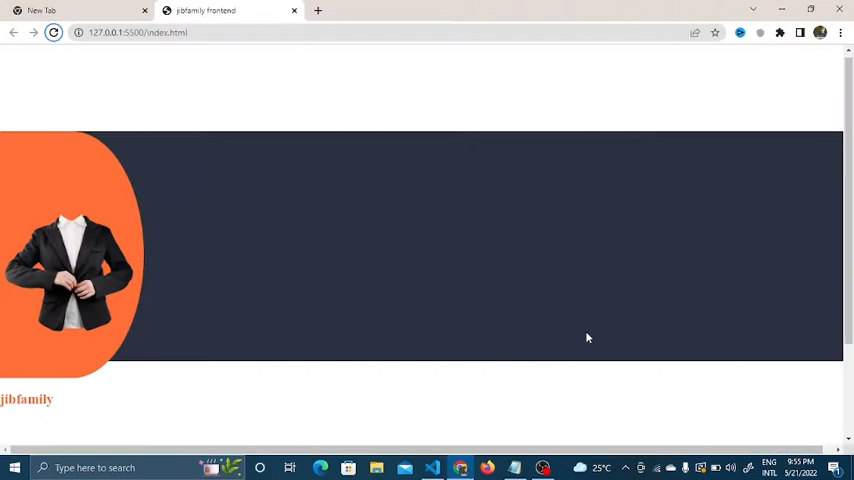 New Tab
jibfamily frontend
127.0.0.1:5500/index.html
jibfamily
Type here to search
25°C
ENG
INTL
9:55 PM
5/21/2022